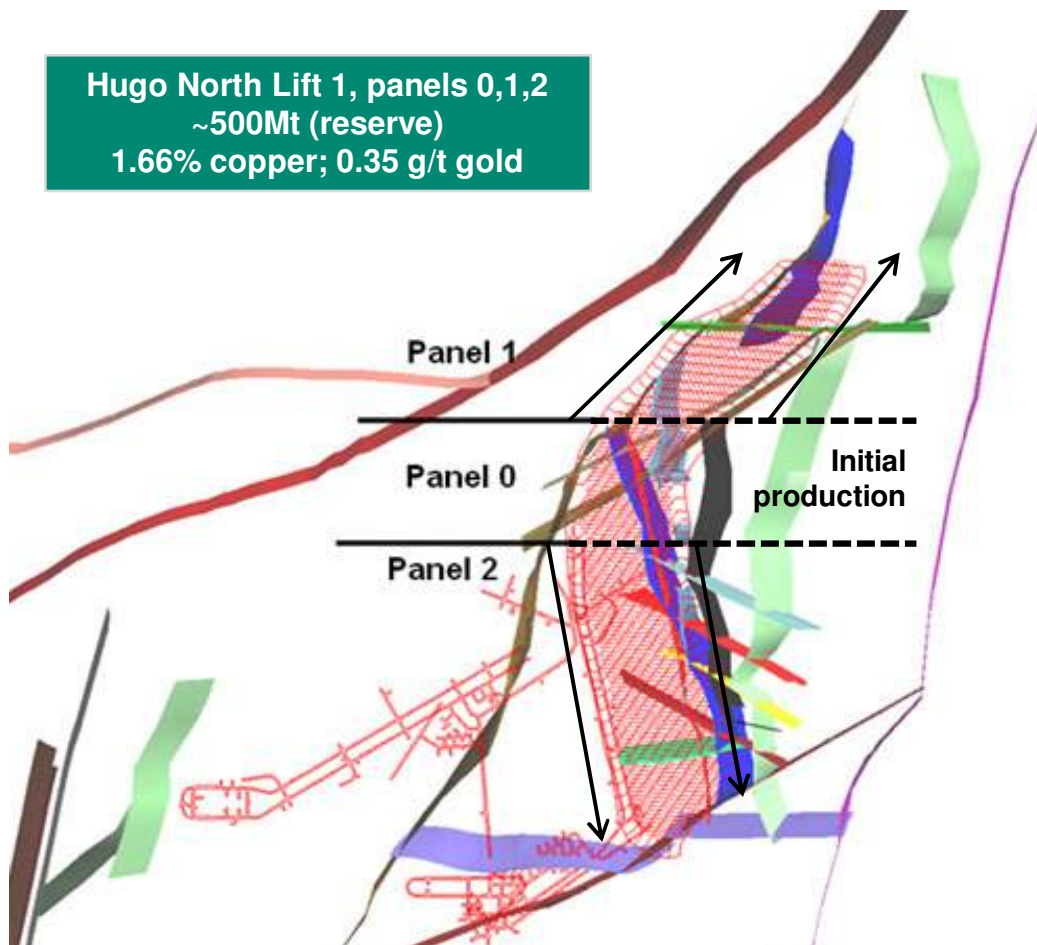 Hugo North Lift 1, panels 0,1,2
~500Mt (reserve)
1.66% copper; 0.35 g/t gold
Panel 1
Panel 0
Initial
production
Panel 2